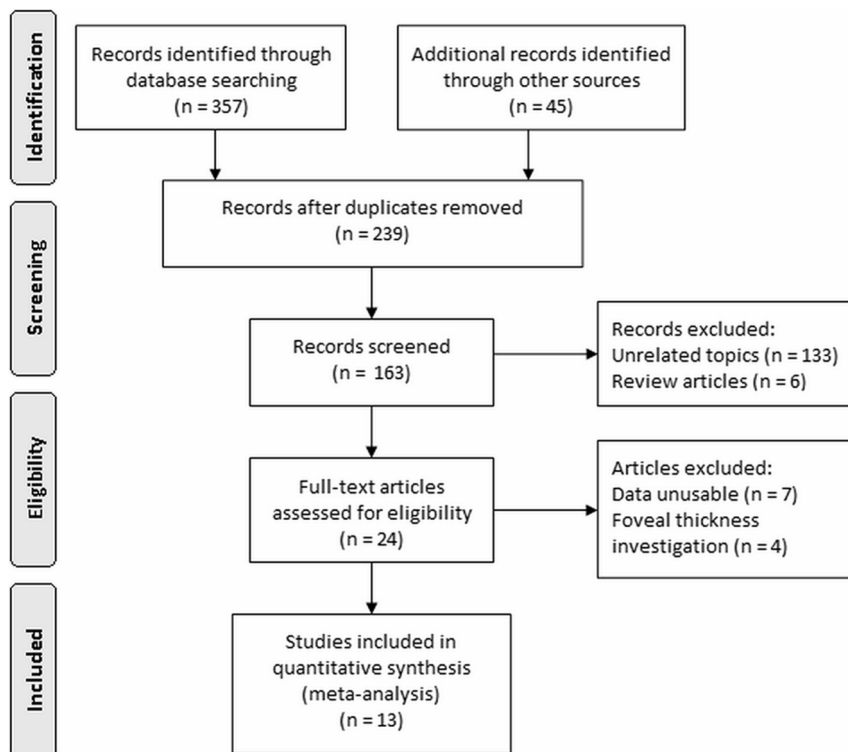 Identification
Records identified through
database searching
(n = 357)
Additional records identified
through other sources
(n = 45)
Screening
Records after duplicates removed
(n = 239)
Records screened
(n = 163)
Records excluded:
Unrelated topics (n = 133)
Review articles (n = 6)
Eligibility
Full-text articles
assessed for eligibility
(n = 24)
Articles excluded:
Data unusable (n = 7)
Foveal thickness
investigation (n = 4)
Included
Studies included in
quantitative synthesis
(meta-analysis)
(n = 13)